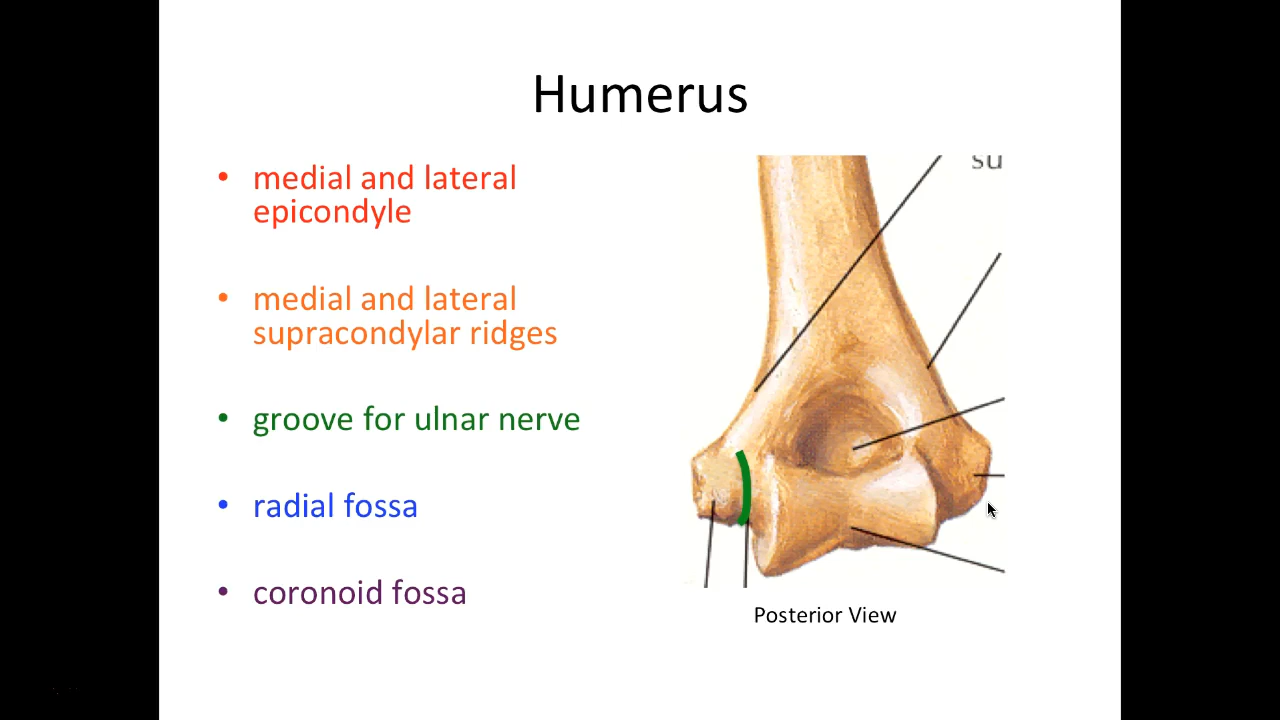 Humerus
• medial and lateral
epicondyle
• medial and lateral
supracondylar ridges
• groove for ulnar nerve
• radial fossa
• coronoid fossa
su
Posterior View